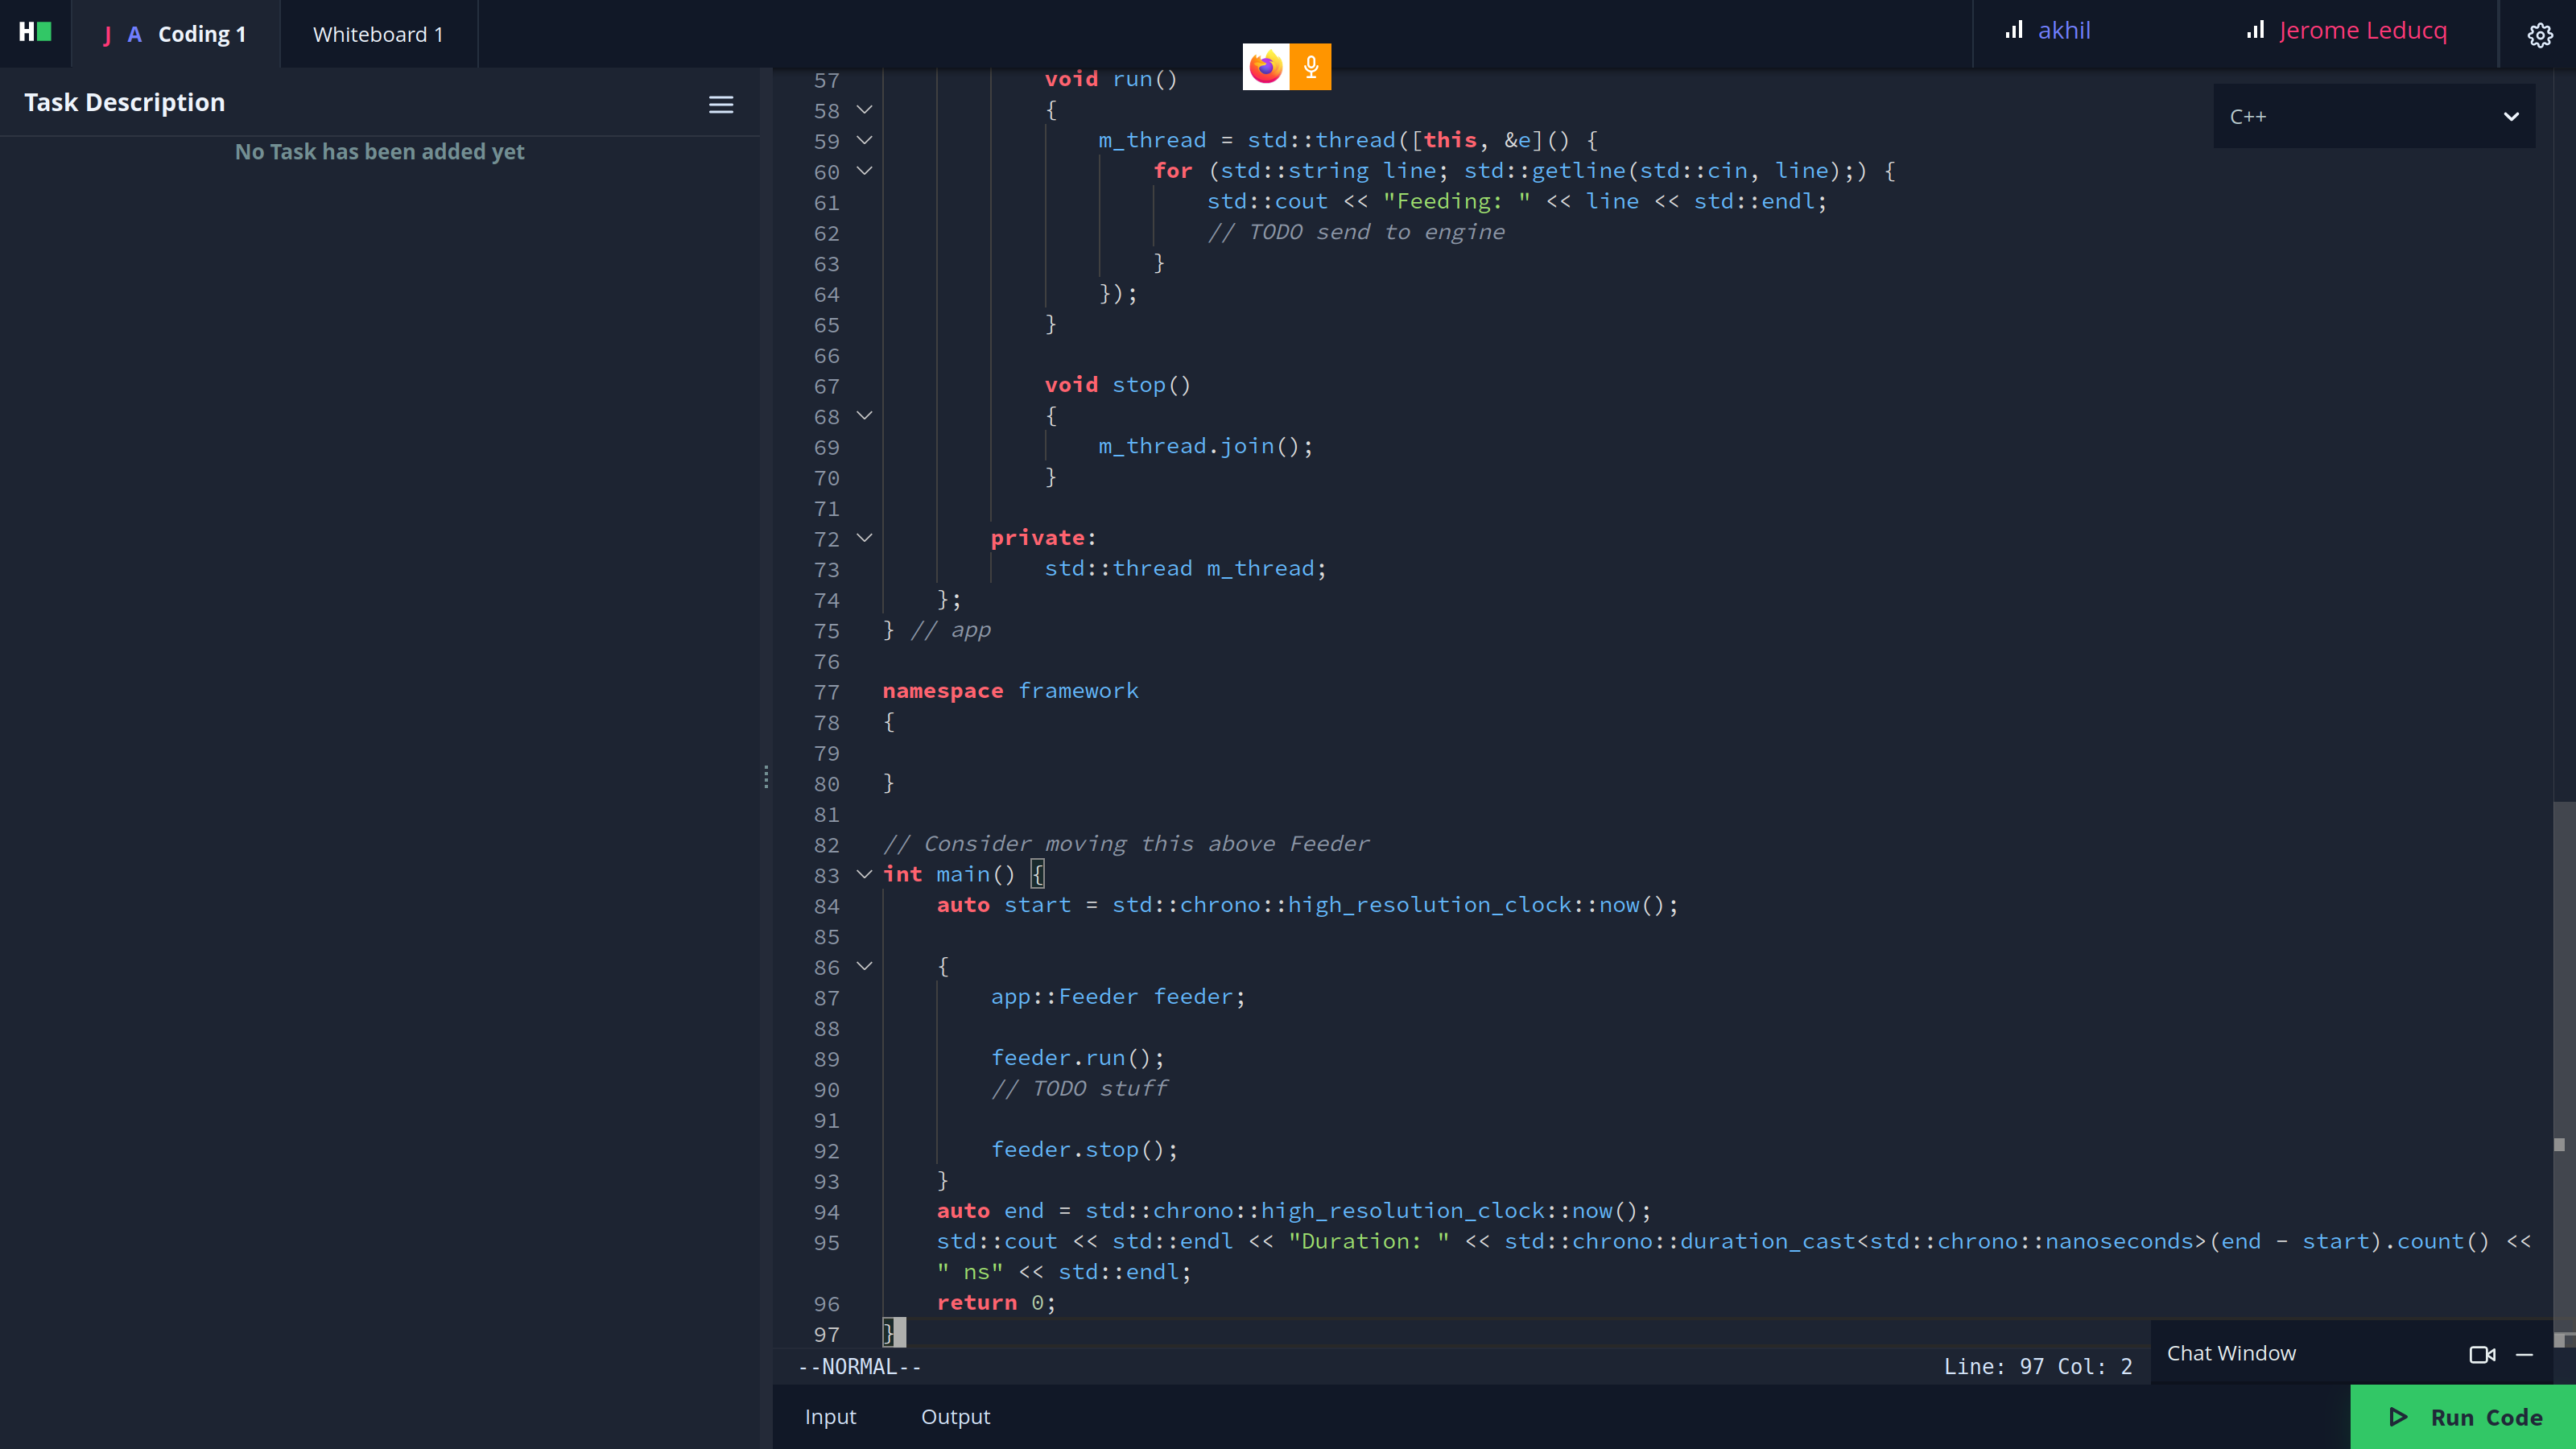 H
J A Coding 1
Whiteboard 1
akhil
Jerome Leducq
Task Description
No Task has been added yet
C++
57 void run()
58 {
59 m_thread = std::thread([this, &e]() {
60 for (std::string line; std::getline(std::cin, line);) {
61 std::cout << "Feeding: " << line << std::endl;
62 // TODO send to engine
63 }
64 });
65 }
66
67 void stop()
68 {
69 m_thread.join();
70 }
71
72 private:
73 std::thread m_thread;
74 };
75 } // app
76
77 namespace framework
78 {
79
80 }
81
82 // Consider moving this above Feeder
83 int main() {
84 auto start = std::chrono::high_resolution_clock::now();
85
86 {
87 app::Feeder feeder;
88
89 feeder.run();
90 // TODO stuff
91
92 feeder.stop();
93 }
94 auto end = std::chrono::high_resolution_clock::now();
95 std::cout << std::endl << "Duration: " << std::chrono::duration_cast<std::chrono::nanoseconds>(end - start).count() <<
" ns" << std::endl;
96 return 0;
97 }
--NORMAL--
Line: 97 Col: 2
Chat Window
Input
Output
Run Code